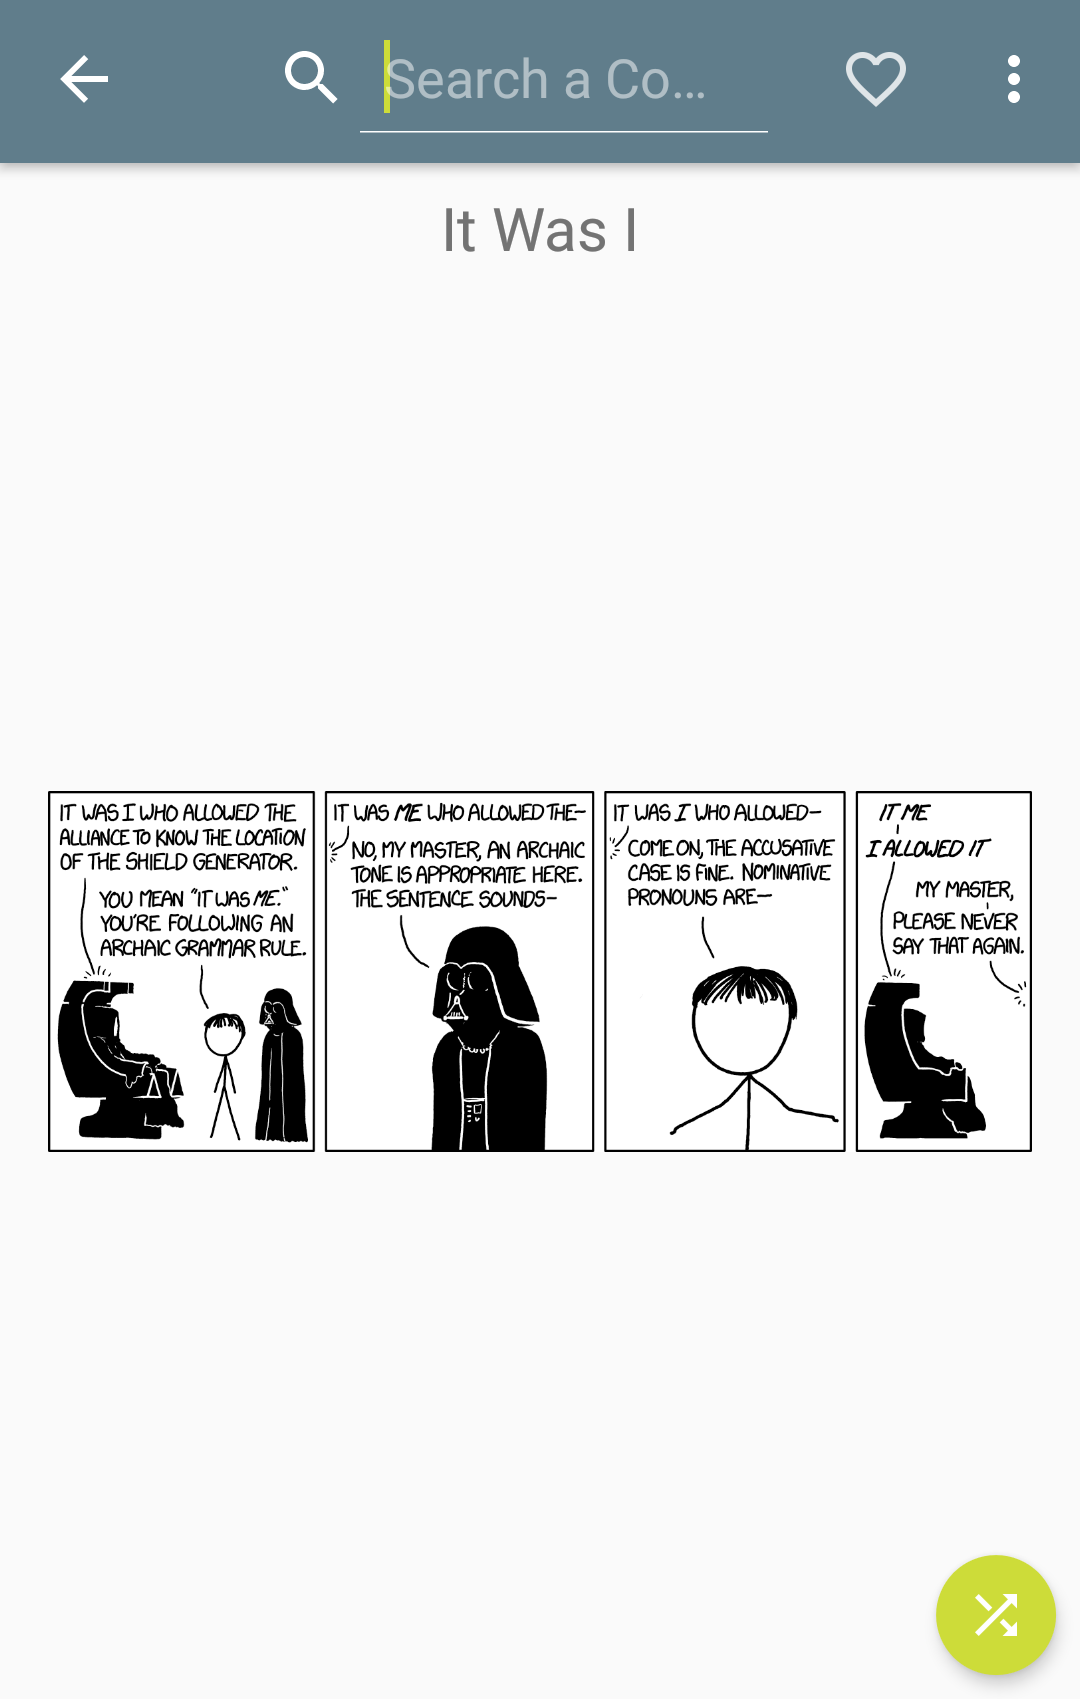 Search a Co...
It Was I
IT WAS I WHO ALLOWED THE
ALLIANCE TO KNOW THE LOCATION
OF THE SHIELD GENERATOR.
YOU MEAN "IT WAS ME."
YOU'RE FOLLOWING AN
ARCHAIC GRAMMAR RULE.
IT WAS ME WHO ALLOWED THE—
NO, MY MASTER, AN ARCHAIC
TONE IS APPROPRIATE HERE.
THE SENTENCE SOUNDS—
IT WAS I WHO ALLOWED—
COME ON, THE ACCUSATIVE
CASE IS FINE. NOMINATIVE
PRONOUNS ARE—
IT ME
I ALLOWED IT
MY MASTER,
PLEASE NEVER
SAY THAT AGAIN.